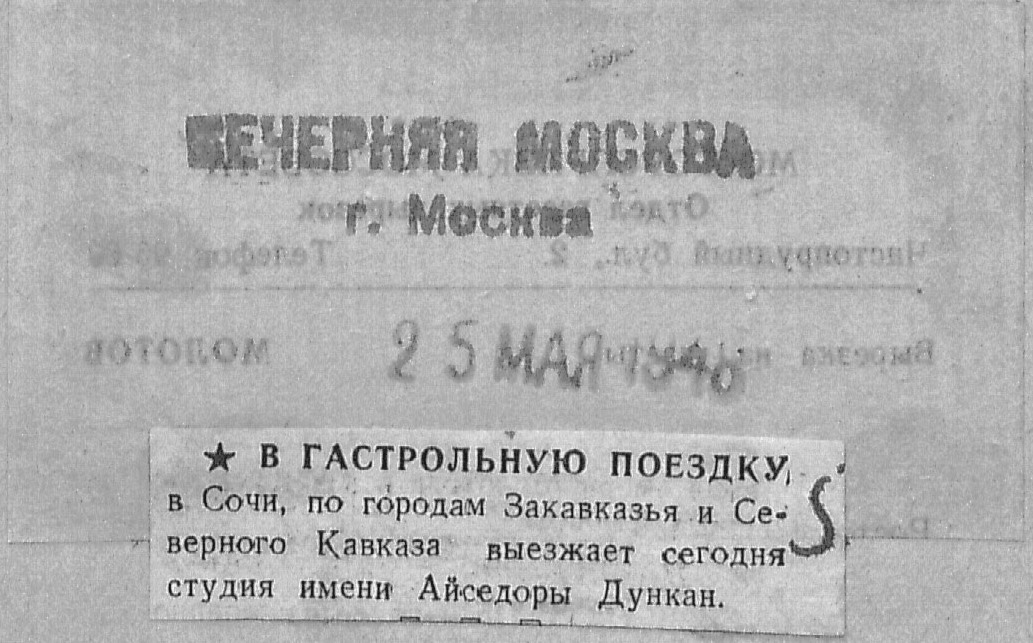 ВЕЧЕРНЯЯ МОСКВА
г. Москва
25 МАЯ
★ В ГАСТРОЛЬНУЮ ПОЕЗДКУ
в Сочи, по городам Закавказья и Се-
верного Кавказа выезжает сегодня
студия имени Айседоры Дункан.